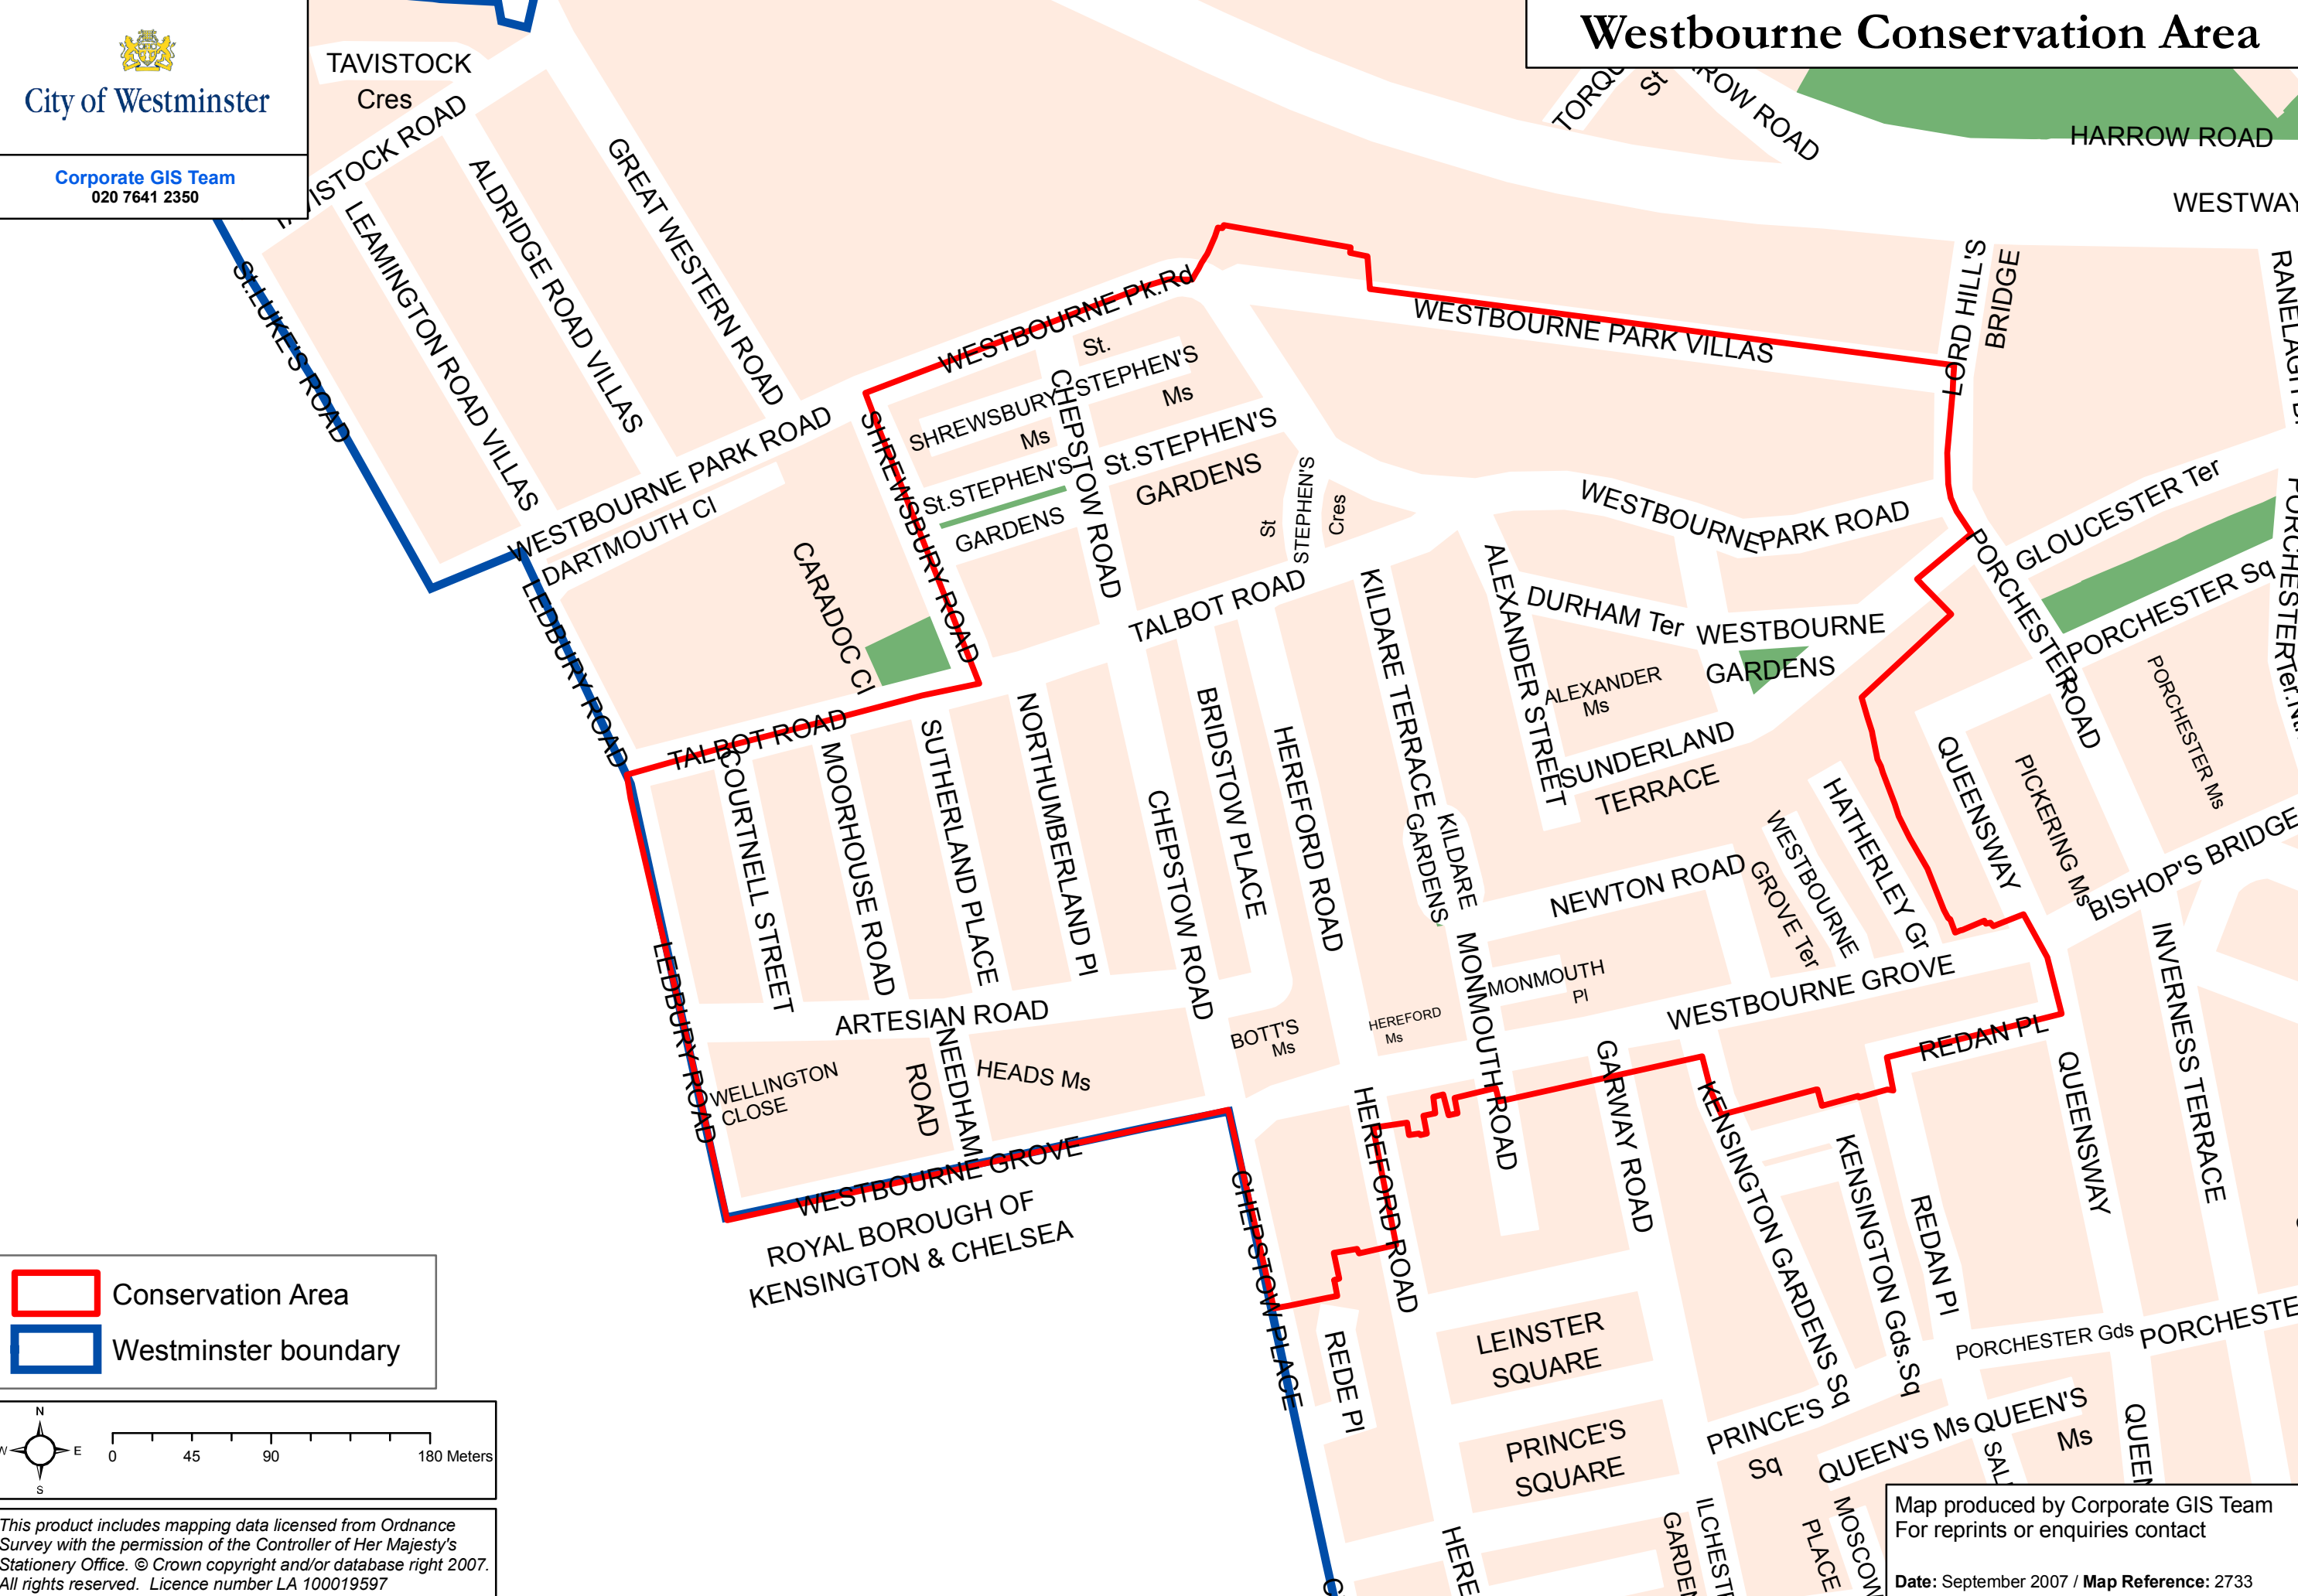 Westbourne Conservation Area
City of Westminster
Corporate GIS Team
020 7641 2350
TAVISTOCK
Cres
TAVISTOCK ROAD
ALDRIDGE ROAD VILLAS
LEAMINGTON ROAD VILLAS
GREAT WESTERN ROAD
St.LUKE'S ROAD
HARROW ROAD
St
HARROW ROAD
WESTWAY
LORD HILL'S
BRIDGE
WESTBOURNE Pk.Rd
WESTBOURNE PARK VILLAS
WESTBOURNE PARK ROAD
DARTMOUTH Cl
SHREWSBURY
Ms
St.
STEPHEN'S
Ms
CHEPSTOW ROAD
St.STEPHEN'S
GARDENS
St.STEPHEN'S
GARDENS
SHREWSBURY ROAD
CARADOC Cl
LEDBURY ROAD
St
STEPHEN'S
Cres
TALBOT ROAD
TALBOT ROAD
WESTBOURNE
PARK ROAD
DURHAM Ter
WESTBOURNE
GARDENS
ALEXANDER STREET
ALEXANDER
Ms
SUNDERLAND
TERRACE
KILDARE TERRACE
KILDARE
GARDENS
GLOUCESTER Ter
PORCHESTER Sq
PORCHESTER
ROAD
PORCHESTER Ms
QUEENSWAY
PICKERING Ms
BISHOP'S BRIDGE
HATHERLEY Gr
WESTBOURNE
GROVE Ter
NEWTON ROAD
MONMOUTH
Pl
MONMOUTH ROAD
WESTBOURNE GROVE
REDAN PL
COURTNELL STREET
MOORHOUSE ROAD
SUTHERLAND PLACE
NORTHUMBERLAND Pl
CHEPSTOW ROAD
BRIDSTOW PLACE
HEREFORD ROAD
ARTESIAN ROAD
BOTT'S
Ms
HEREFORD
Ms
LEDBURY ROAD
WELLINGTON
CLOSE
NEEDHAM
ROAD
HEADS Ms
WESTBOURNE GROVE
ROYAL BOROUGH OF
KENSINGTON & CHELSEA
CHEPSTOW PLACE
HEREFORD ROAD
GARWAY ROAD
KENSINGTON GARDENS Sq
KENSINGTON Gds.Sq
REDAN Pl
QUEENSWAY
INVERNESS TERRACE
REDE Pl
LEINSTER
SQUARE
PRINCE'S
SQUARE
PRINCE'S
Sq
PORCHESTER Gds
PORCHESTE
QUEEN'S Ms
QUEEN'S
Ms
MOSCOW
PLACE
Conservation Area
Westminster boundary
N
W
E
S
0
45
90
180 Meters
This product includes mapping data licensed from Ordnance
Survey with the permission of the Controller of Her Majesty's
Stationery Office. © Crown copyright and/or database right 2007.
All rights reserved. Licence number LA 100019597
Map produced by Corporate GIS Team
For reprints or enquiries contact
Date: September 2007 / Map Reference: 2733